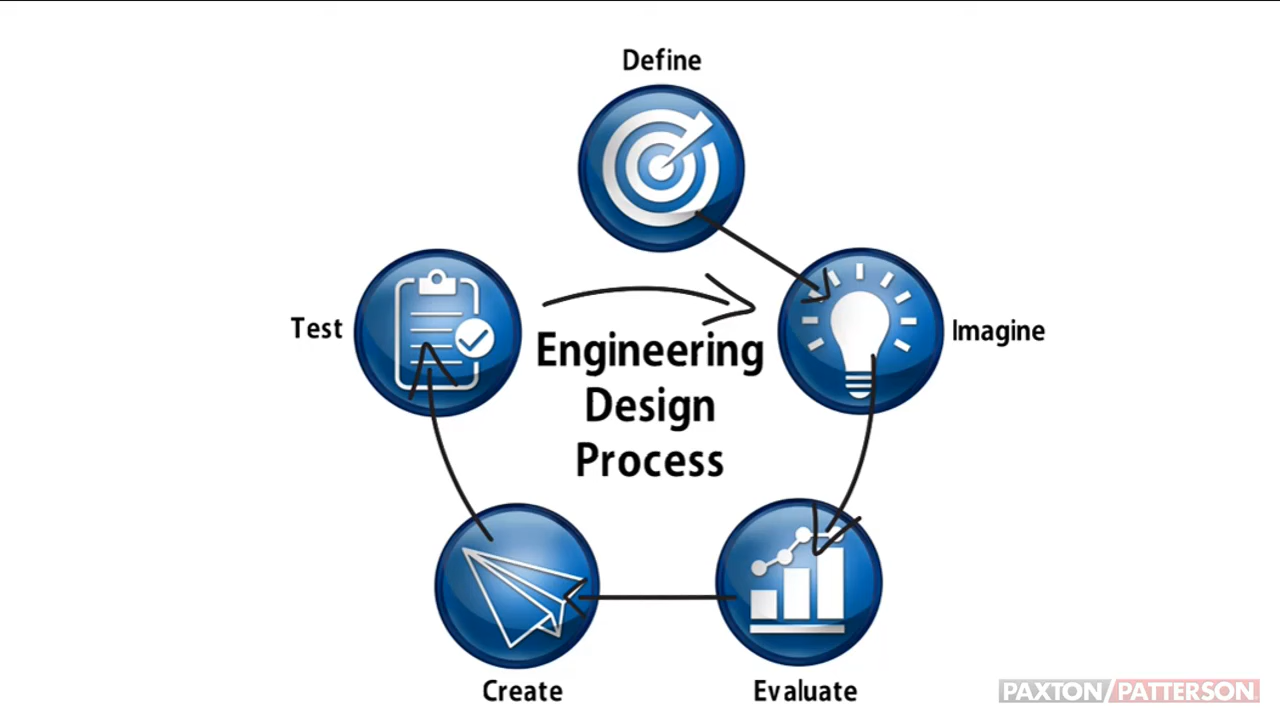 Define
Test
Imagine
Engineering
Design
Process
Create
Evaluate
PAXTON/PATTERSON